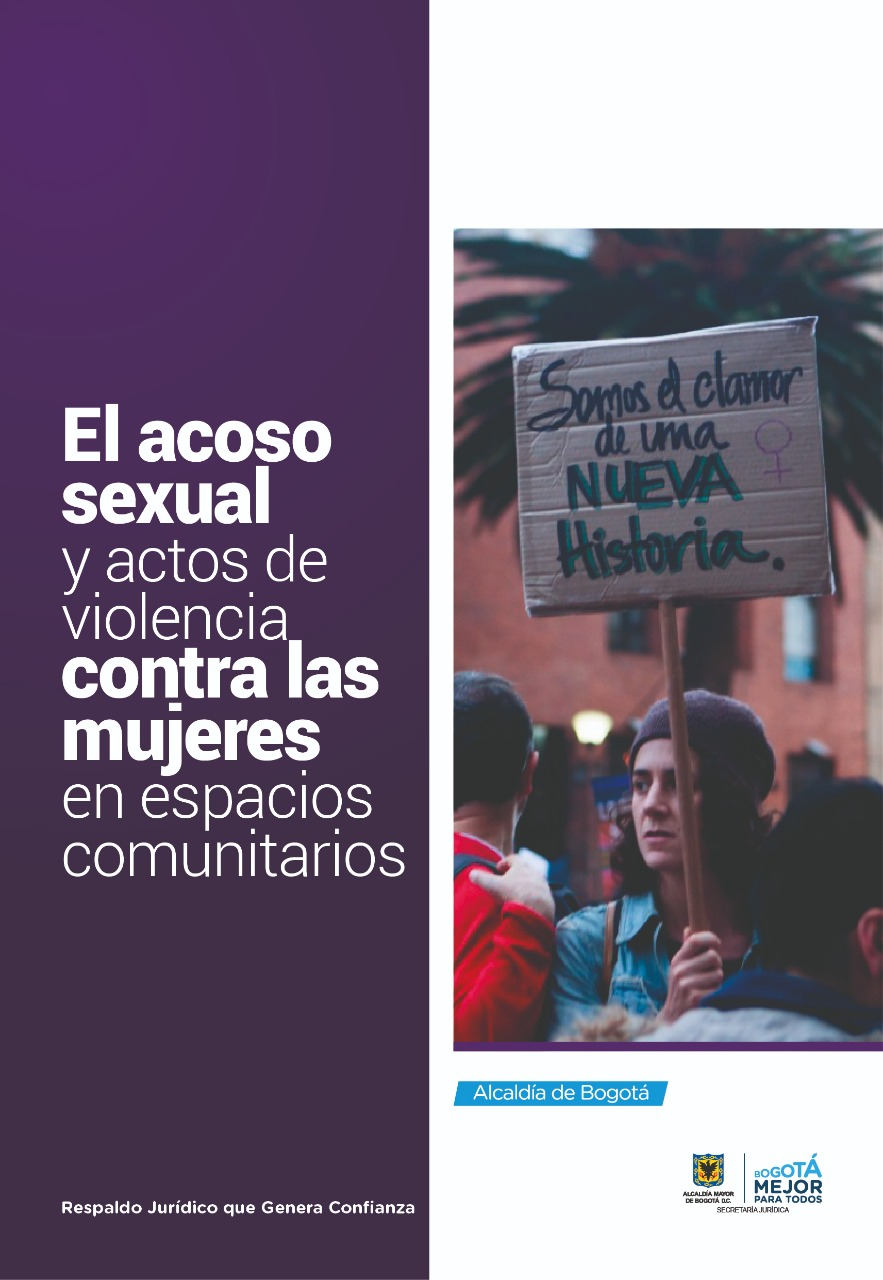 El acoso
sexual
y actos de
violencia
contra las
mujeres
en espacios
comunitarios
Respaldo Jurídico que Genera Confianza
Somos el clamor
de una
NUEVA
Historia.
Alcaldía de Bogotá
ALCALDÍA MAYOR
DE BOGOTÁ D.C.
SECRETARÍA JURÍDICA
BOGOTÁ
MEJOR
PARA TODOS